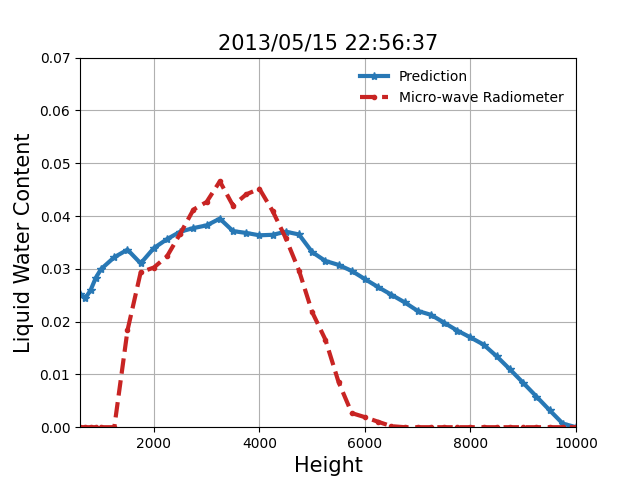 2013/05/15 22:56:37
0.07
0.06
0.05
0.04
0.03
0.02
0.01
0.00
Liquid Water Content
Prediction
Micro-wave Radiometer
2000 4000 6000 8000 10000
Height